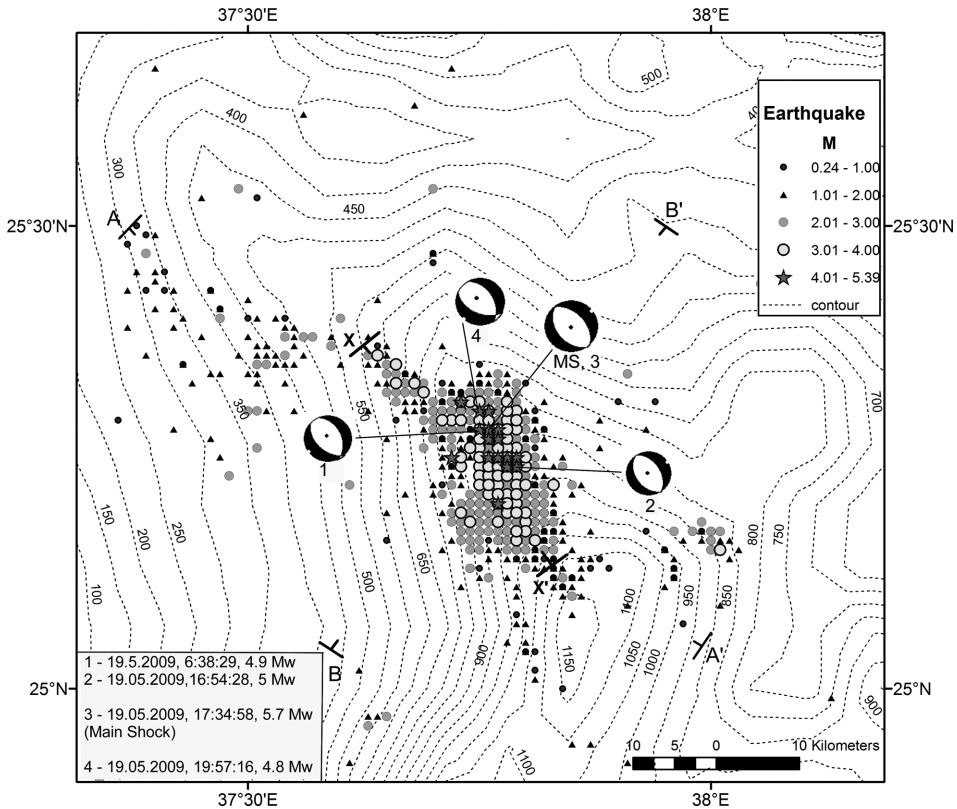 37°30'E
38°E
500
400
40
Earthquake
M
0.24 - 1.00
1.01 - 2.00
2.01 - 3.00
3.01 - 4.00
4.01 - 5.39
contour
300
A
450
B'
25°30'N
25°30'N
4
X
MS, 3
350
550
700
1
2
150
200
250
650
800
750
100
500
X'
1100
950
850
900
1150
1050
1000
A'
B
1 - 19.5.2009, 6:38:29, 4.9 Mw
2 - 19.05.2009,16:54:28, 5 Mw
3 - 19.05.2009, 17:34:58, 5.7 Mw
(Main Shock)
4 - 19.05.2009, 19:57:16, 4.8 Mw
25°N
25°N
900
1100
10 5 0 10 Kilometers
37°30'E
38°E